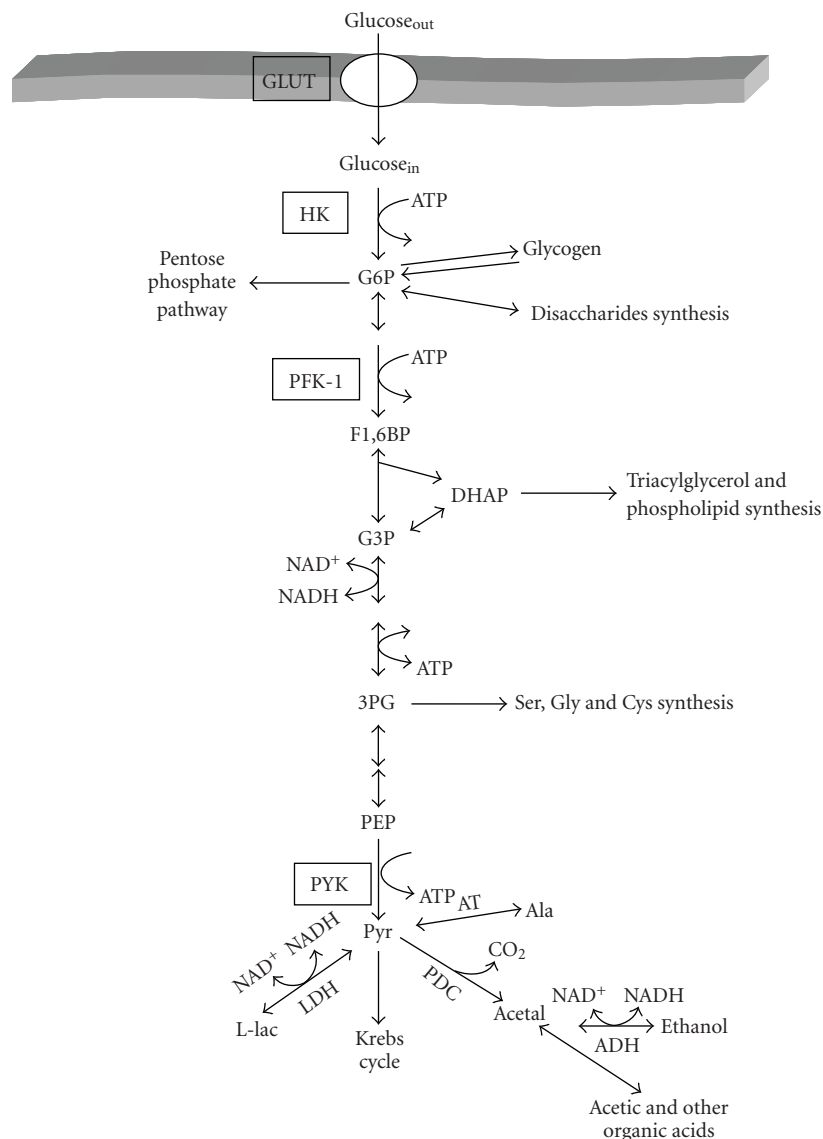 Glucose_out
GLUT
Glucose_in
HK
ATP
Pentose
phosphate
pathway
G6P
Glycogen
Disaccharides synthesis
PFK-1
ATP
F1,6BP
DHAP
Triacylglycerol and
phospholipid synthesis
G3P
NAD⁺
NADH
ATP
3PG
Ser, Gly and Cys synthesis
PEP
PYK
ATP
AT
Ala
Pyr
NAD⁺
NADH
LDH
L-lac
Krebs
cycle
PDC
CO₂
Acetal
NAD⁺
NADH
ADH
Ethanol
Acetic and other
organic acids